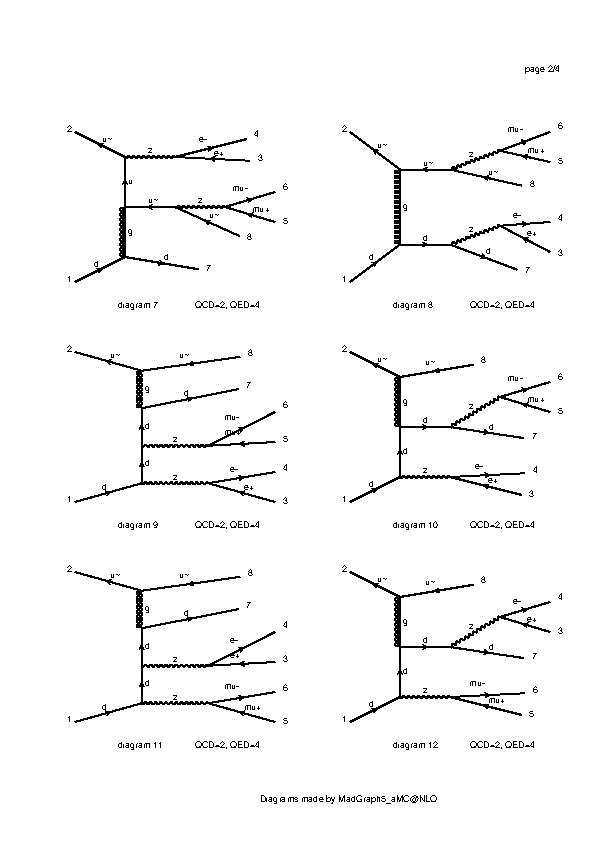 page 2/4
2 u~ z e- 4
e+ 3
u
u~ z mu- 6
mu+ 5
g u~ 8
d d 7
1
diagram 7 QCD=2, QED=4
2 u~ u~ z mu- 6
mu+ 5
u~ 8
g
d d z e- 4
e+ 3
d 7
1
diagram 8 QCD=2, QED=4
2 u~ u~ 8
g d 7
d mu- 6
z mu+ 5
d e- 4
d z e+ 3
1
diagram 9 QCD=2, QED=4
2 u~ u~ 8
g mu- 6
z mu+ 5
d d 7
d
d z e- 4
e+ 3
1
diagram 10 QCD=2, QED=4
2 u~ u~ 8
g d 7
d e- 4
z e+ 3
d mu- 6
d z mu+ 5
1
diagram 11 QCD=2, QED=4
2 u~ u~ 8
g e- 4
z e+ 3
d d 7
d
d z mu- 6
mu+ 5
1
diagram 12 QCD=2, QED=4
Diagrams made by MadGraph5_aMC@NLO